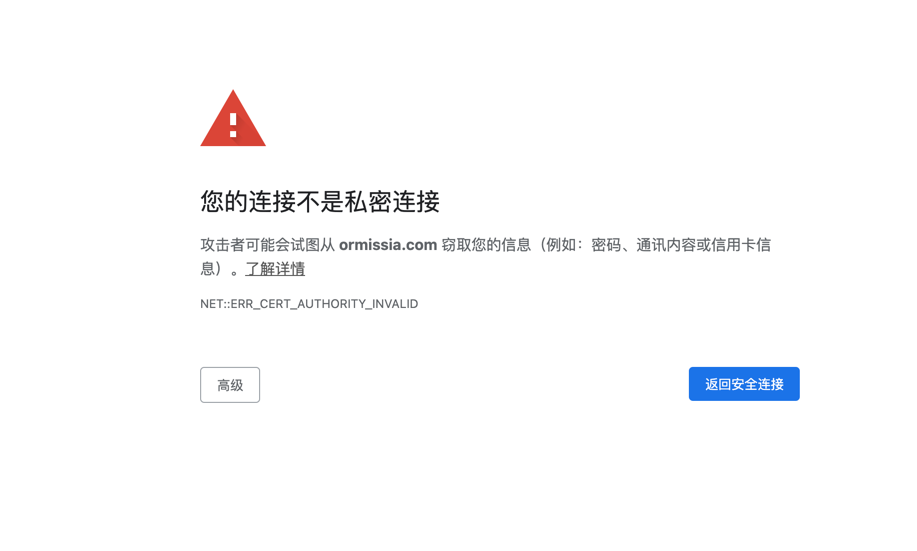 您的连接不是私密连接
攻击者可能会试图从 ormissia.com 窃取您的信息（例如：密码、通讯内容或信用卡信
息）。了解详情
NET::ERR_CERT_AUTHORITY_INVALID
高级
返回安全连接